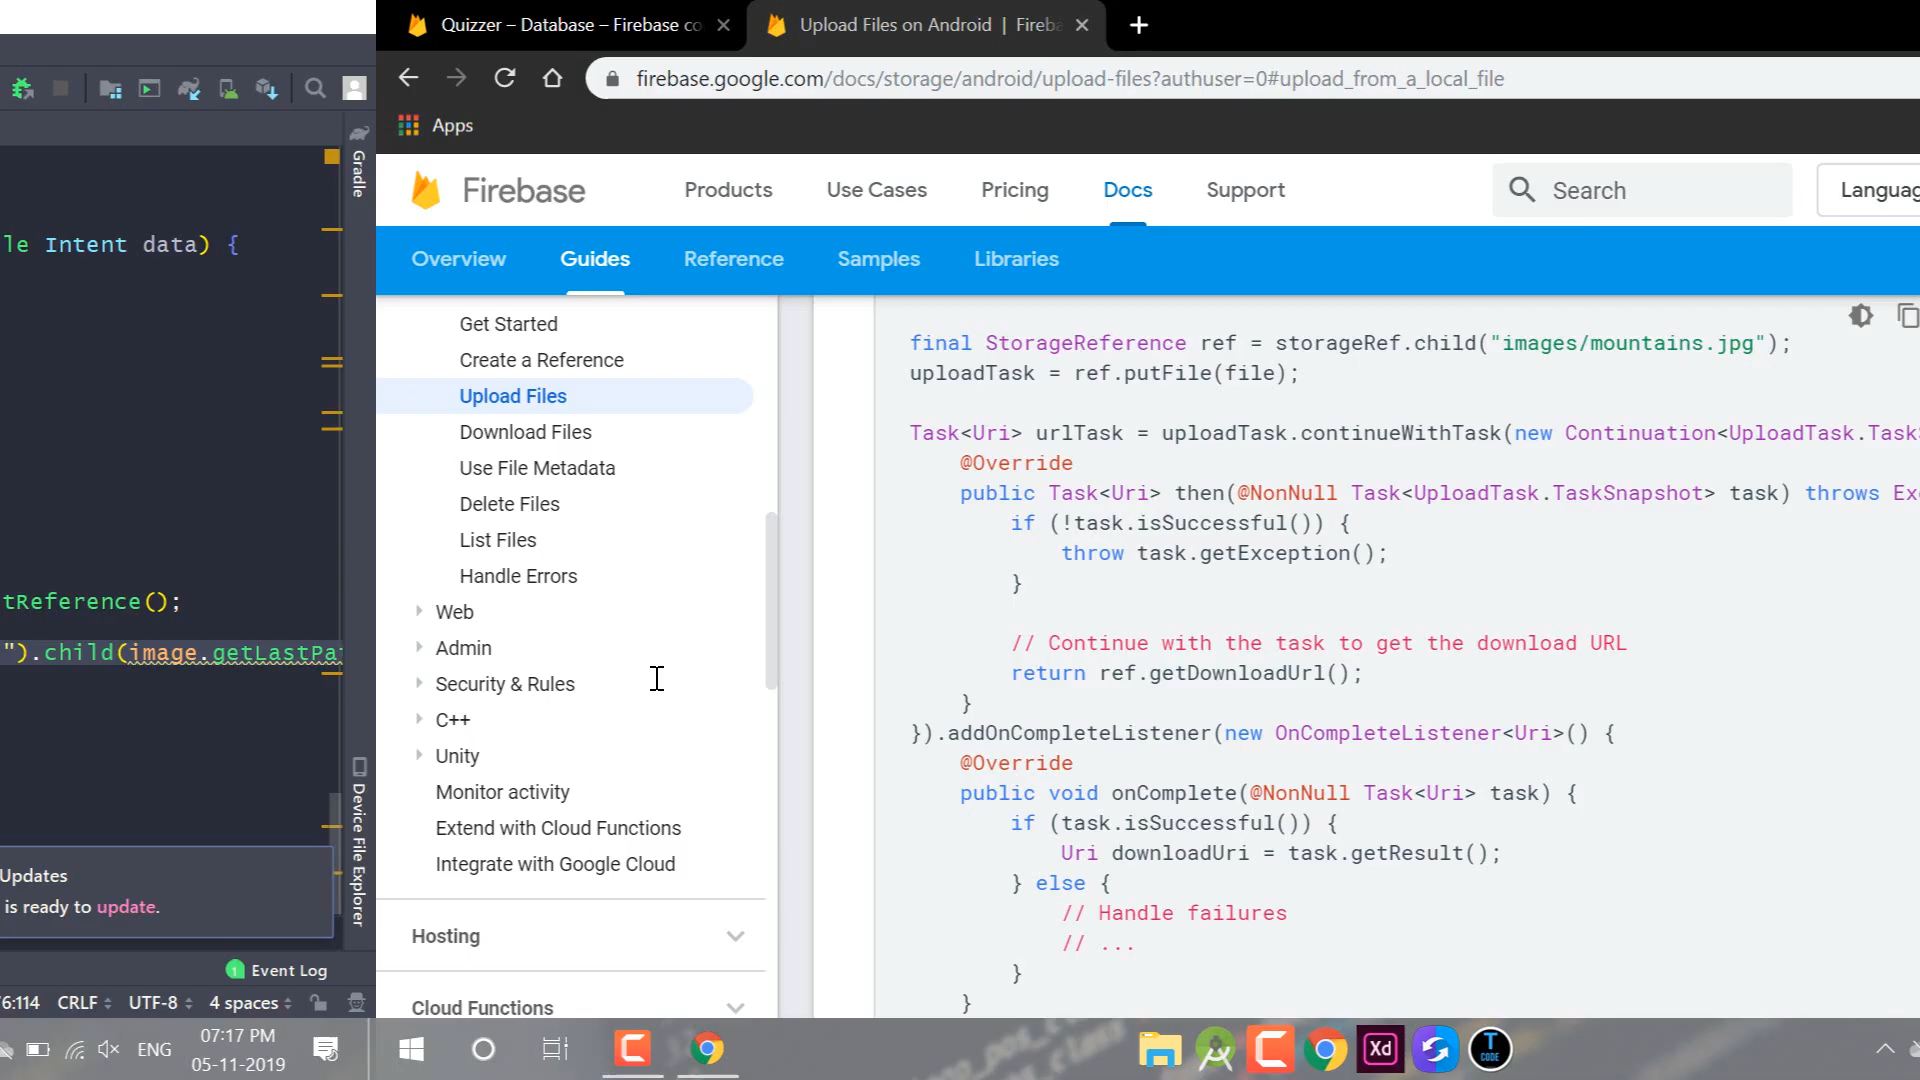 Quizzer – Database – Firebase co
Upload Files on Android | Fireba
firebase.google.com/docs/storage/android/upload-files?authuser=0#upload_from_a_local_file
Apps
Firebase
Products
Use Cases
Pricing
Docs
Support
Search
Languag
Overview
Guides
Reference
Samples
Libraries
Get Started
Create a Reference
Upload Files
Download Files
Use File Metadata
Delete Files
List Files
Handle Errors
Web
Admin
Security & Rules
C++
Unity
Monitor activity
Extend with Cloud Functions
Integrate with Google Cloud
Hosting
Cloud Functions
final StorageReference ref = storageRef.child("images/mountains.jpg");
uploadTask = ref.putFile(file);
Task<Uri> urlTask = uploadTask.continueWithTask(new Continuation<UploadTask.Task
@Override
public Task<Uri> then(@NonNull Task<UploadTask.TaskSnapshot> task) throws Ex
if (!task.isSuccessful()) {
throw task.getException();
}
// Continue with the task to get the download URL
return ref.getDownloadUrl();
}
}).addOnCompleteListener(new OnCompleteListener<Uri>() {
@Override
public void onComplete(@NonNull Task<Uri> task) {
if (task.isSuccessful()) {
Uri downloadUri = task.getResult();
} else {
// Handle failures
// ...
}
}
Gradle
le Intent data) {
tReference();
").child(image.getLastPa
Device File Explorer
Updates
is ready to update.
1 Event Log
6:114 CRLF UTF-8 4 spaces
ENG
07:17 PM
05-11-2019
Xd
T
CODE